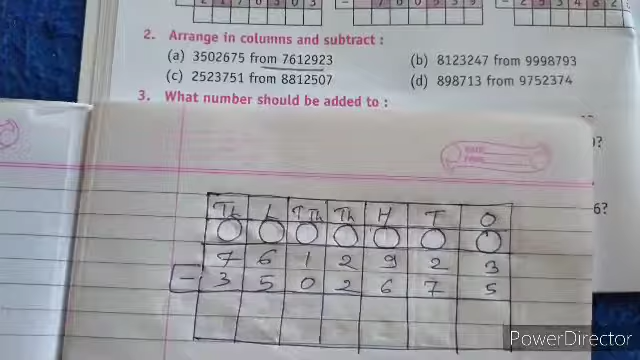 2. Arrange in columns and subtract :
(a) 3502675 from 7612923 (b) 8123247 from 9998793
(c) 2523751 from 8812507 (d) 898713 from 9752374
3. What number should be added to :
?
6?
TL L TTh Th H T O
7 6 1 2 9 2 3
- 3 5 0 2 6 7 5
PowerDirector